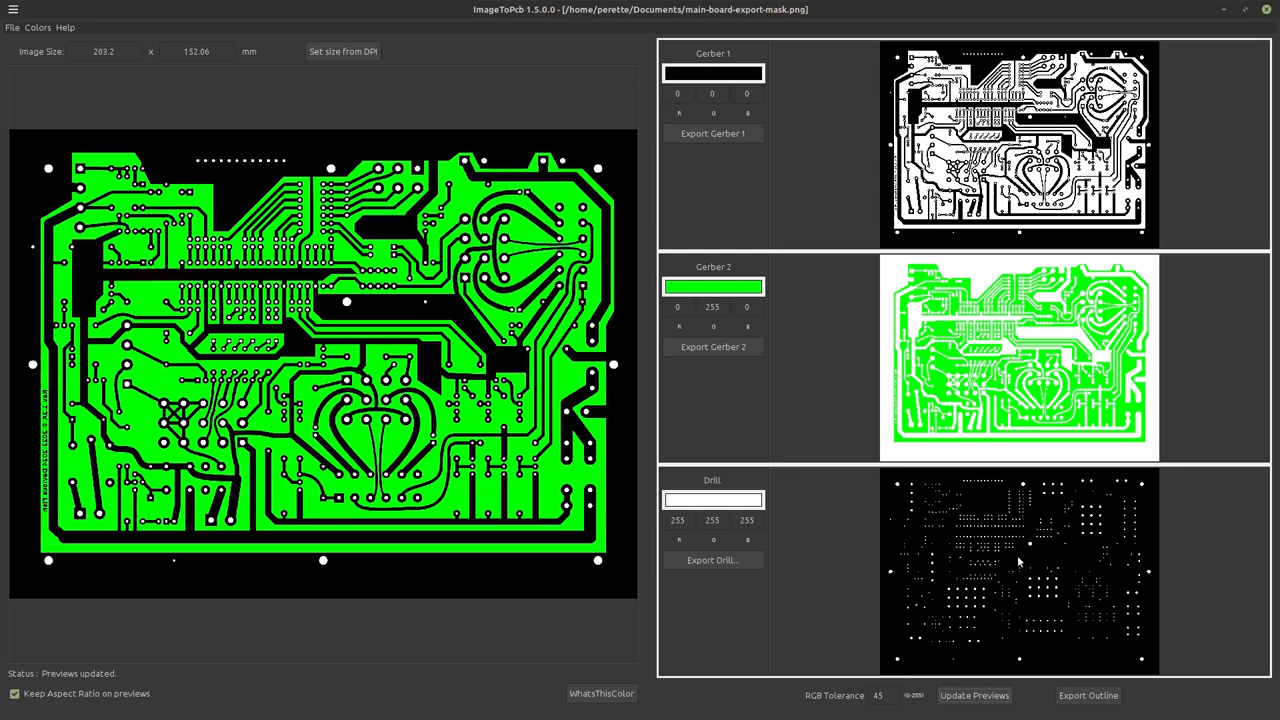 ImageToPcb 1.5.0.0 - [/home/perette/Documents/main-board-export-mask.png]
File Colors Help
Image Size: 203.2 x 152.06 mm Set size from DPI
Gerber 1
0 0 0
R G B
Export Gerber 1
Gerber 2
0 255 0
R G B
Export Gerber 2
Drill
255 255 255
R G B
Export Drill...
Status : Previews updated.
Keep Aspect Ratio on previews
WhatsThisColor
RGB Tolerance 45 (0-255) Update Previews Export Outline